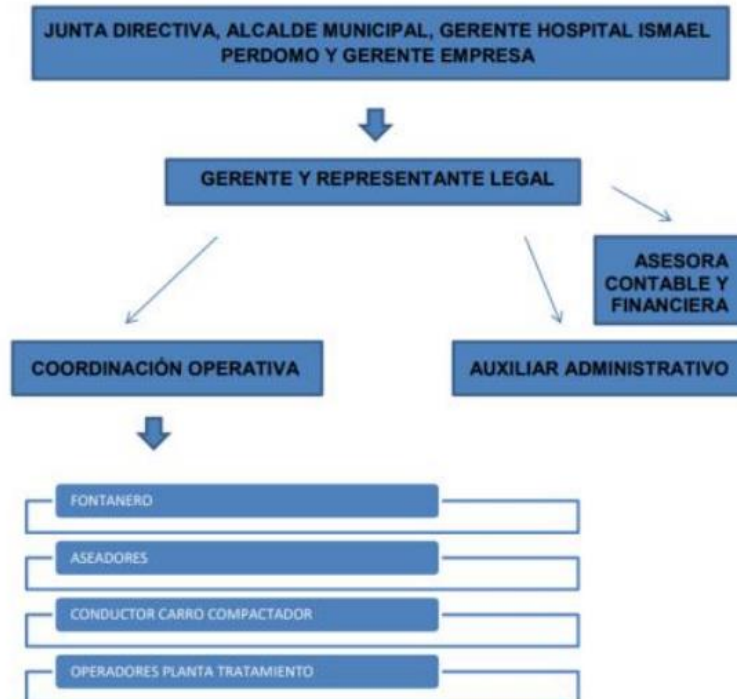 JUNTA DIRECTIVA, ALCALDE MUNICIPAL, GERENTE HOSPITAL ISMAEL
PERDOMO Y GERENTE EMPRESA
GERENTE Y REPRESENTANTE LEGAL
ASESORA
CONTABLE Y
FINANCIERA
COORDINACIÓN OPERATIVA
AUXILIAR ADMINISTRATIVO
FONTANERO
ASEADORES
CONDUCTOR CARRO COMPACTADOR
OPERADORES PLANTA TRATAMIENTO